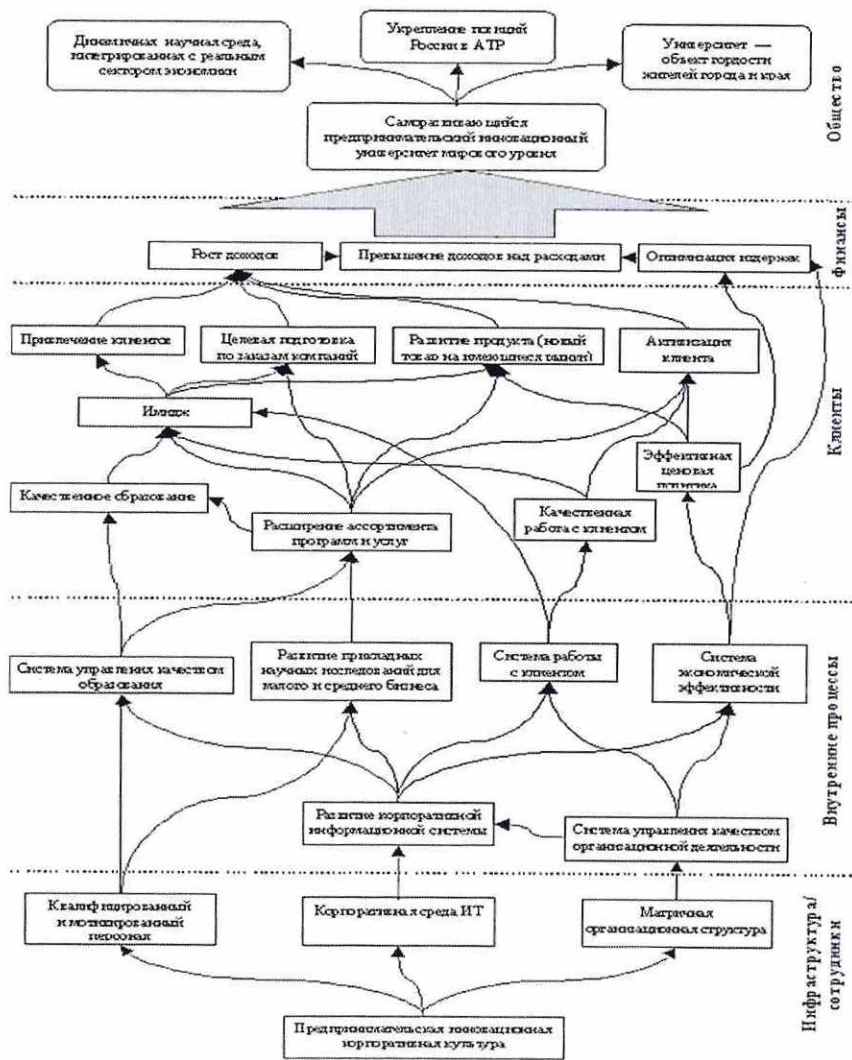 Динамичная научная среда,
интегрированная с реальным
сектором экономики
Укрепление позиций
России в АТР
Университет —
объект гордости
жителей города и края
Саморазвивающийся
предпринимательский инновационный
университет мирового уровня
Общество
Рост доходов
Превышение доходов над расходами
Оптимизация издержек
Финансы
Привлечение клиентов
Целевая подготовка
по заказам компаний
Развитие продукта (новый
товар на имеющиеся рынки)
Активизация
клиента
Имидж
Эффективная
ценовая
политика
Качественное образование
Расширение ассортимента
программ и услуг
Качественная
работа с клиентом
Клиенты
Система управления качеством
образования
Развитие прикладных
научных исследований для
малого и среднего бизнеса
Система работы
с клиентом
Система
экономической
эффективности
Развитие корпоративной
информационной системы
Система управления качеством
организационной деятельности
Внутренние процессы
Квалифицированный
и мотивированный
персонал
Корпоративная среда ИТ
Матричная
организационная структура
Предпринимательская инновационная
корпоративная культура
Инфраструктура/
сотрудники